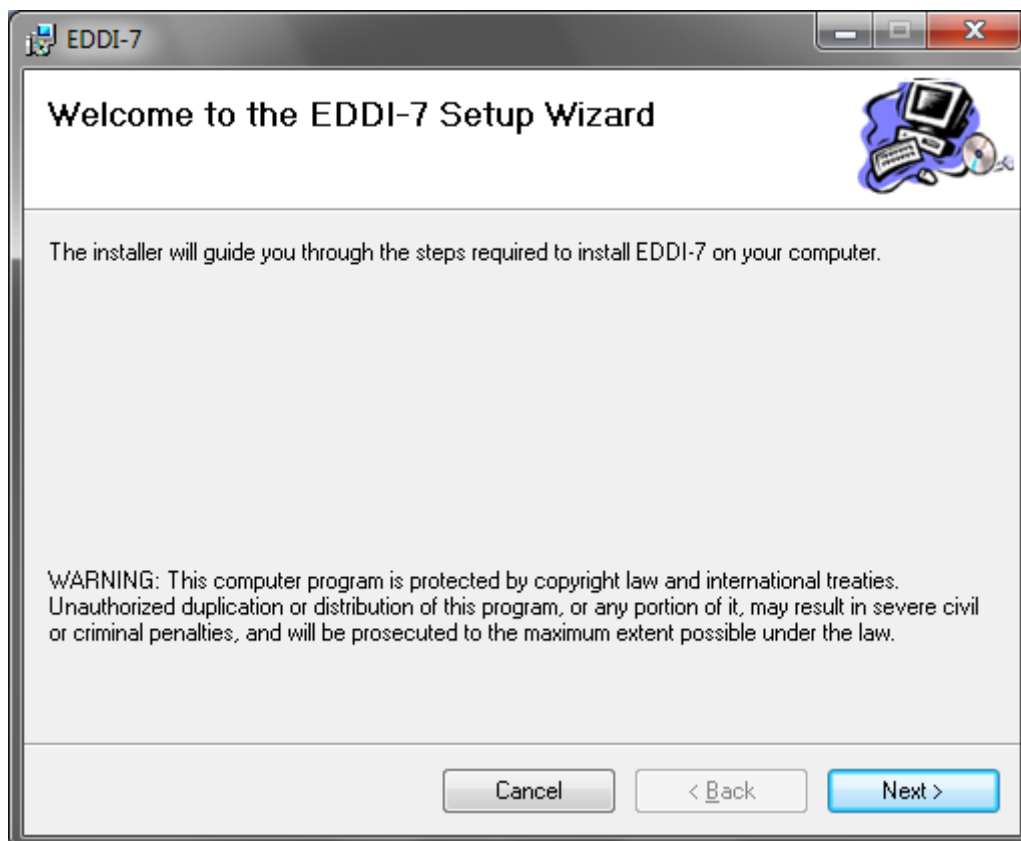 EDDI-7
Welcome to the EDDI-7 Setup Wizard
The installer will guide you through the steps required to install EDDI-7 on your computer.
WARNING: This computer program is protected by copyright law and international treaties.
Unauthorized duplication or distribution of this program, or any portion of it, may result in severe civil
or criminal penalties, and will be prosecuted to the maximum extent possible under the law.
Cancel < Back Next >